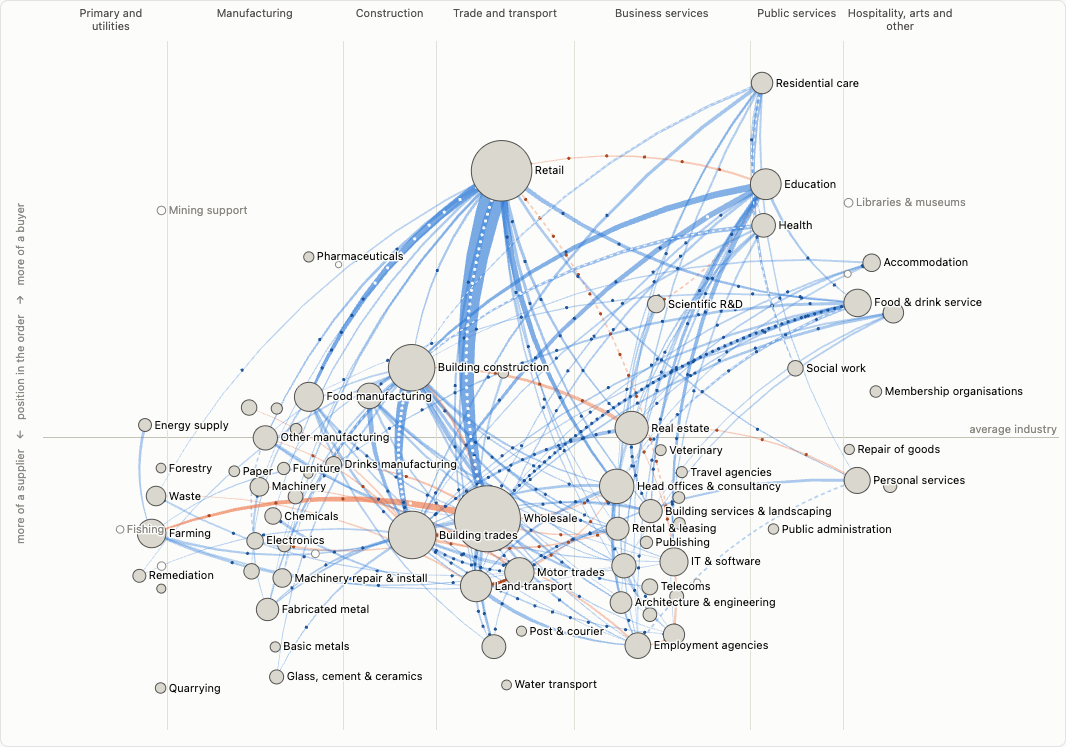 Primary and
utilities
Manufacturing
Construction
Trade and transport
Business services
Public services
Hospitality, arts and
other
more of a supplier ← position in the order → more of a buyer
Residential care
Retail
Education
Mining support
Libraries & museums
Health
Pharmaceuticals
Accommodation
Scientific R&D
Food & drink service
Building construction
Social work
Food manufacturing
Membership organisations
Energy supply
Real estate
average industry
Other manufacturing
Veterinary
Repair of goods
Forestry
Paper
Furniture
Drinks manufacturing
Travel agencies
Machinery
Head offices & consultancy
Personal services
Waste
Chemicals
Wholesale
Building services & landscaping
Fishing
Farming
Rental & leasing
Public administration
Electronics
Building trades
Publishing
IT & software
Remediation
Machinery repair & install
Motor trades
Land transport
Telecoms
Fabricated metal
Architecture & engineering
Post & courier
Basic metals
Employment agencies
Glass, cement & ceramics
Quarrying
Water transport